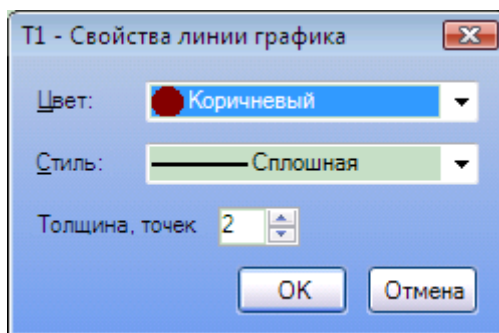 T1 - Свойства линии графика
Цвет: Коричневый
Стиль: Сплошная
Толщина, точек 2
OK Отмена